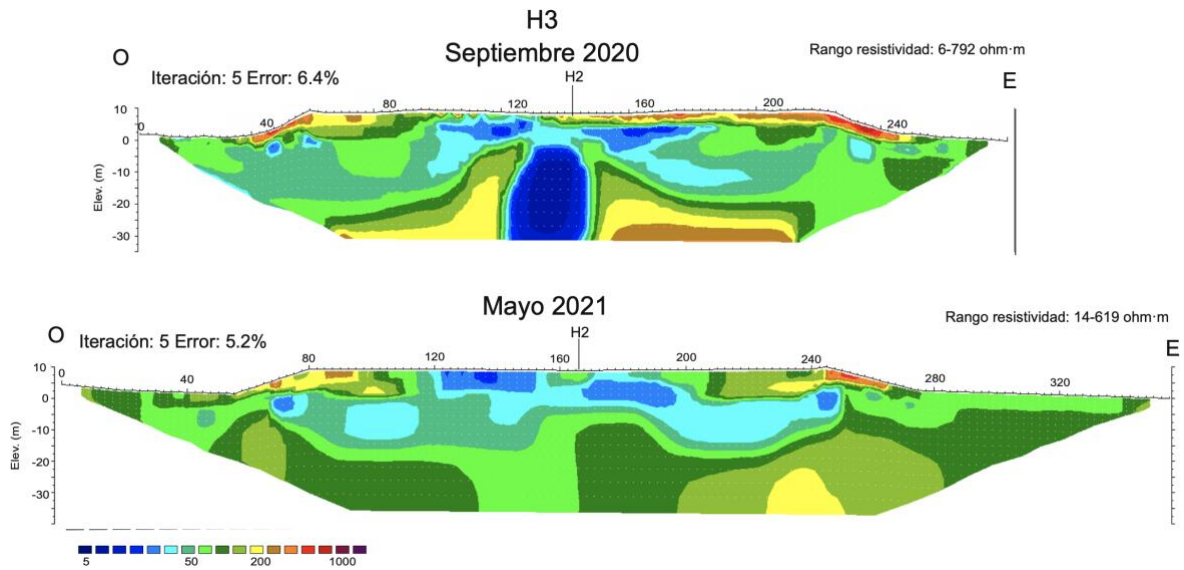 H3
Septiembre 2020
Rango resistividad: 6-792 ohm·m
O
E
Iteración: 5 Error: 6.4%
H2
0 40 80 120 160 200 240
10
0
-10
-20
-30
Elev. (m)
Mayo 2021
Rango resistividad: 14-619 ohm·m
O
E
Iteración: 5 Error: 5.2%
H2
0 40 80 120 160 200 240 280 320
10
0
-10
-20
-30
Elev. (m)
5 50 200 1000